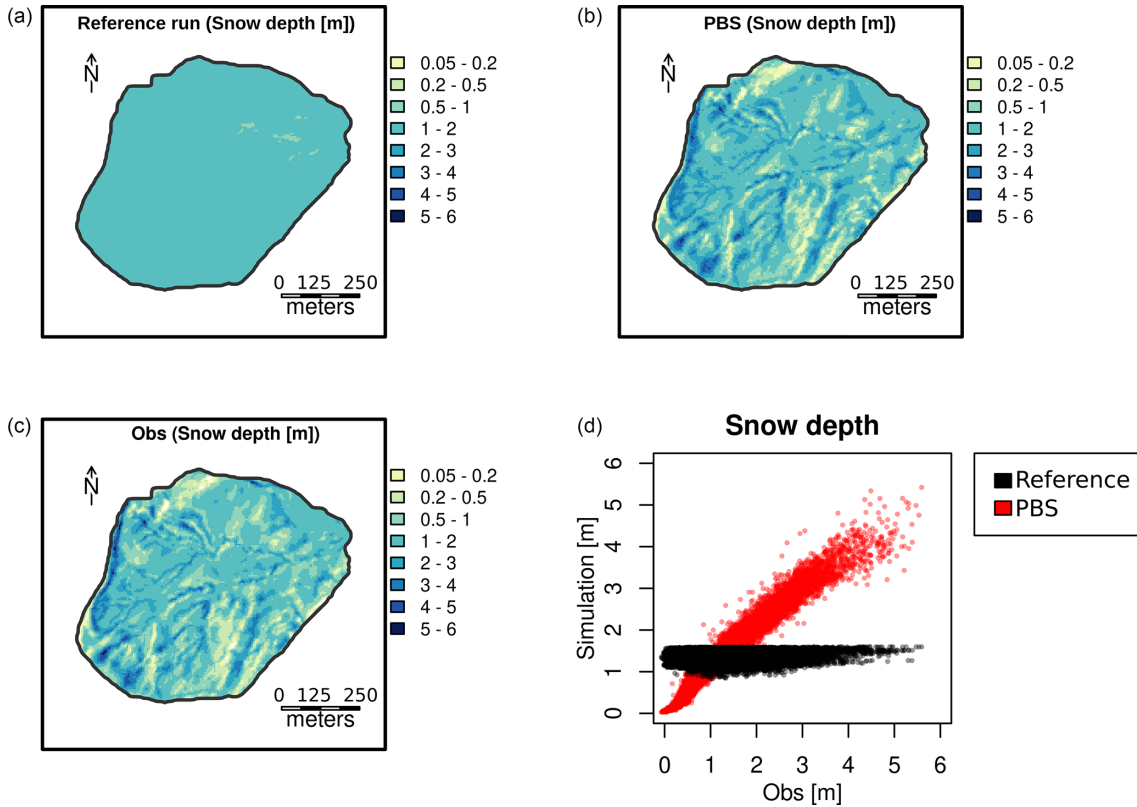 (a)
Reference run (Snow depth [m])
N
0.05 - 0.2
0.2 - 0.5
0.5 - 1
1 - 2
2 - 3
3 - 4
4 - 5
5 - 6
0 125 250
meters
(b)
PBS (Snow depth [m])
N
0.05 - 0.2
0.2 - 0.5
0.5 - 1
1 - 2
2 - 3
3 - 4
4 - 5
5 - 6
0 125 250
meters
(c)
Obs (Snow depth [m])
N
0.05 - 0.2
0.2 - 0.5
0.5 - 1
1 - 2
2 - 3
3 - 4
4 - 5
5 - 6
0 125 250
meters
(d)
Snow depth
Simulation [m]
6
5
4
3
2
1
0
0 1 2 3 4 5 6
Obs [m]
Reference
PBS